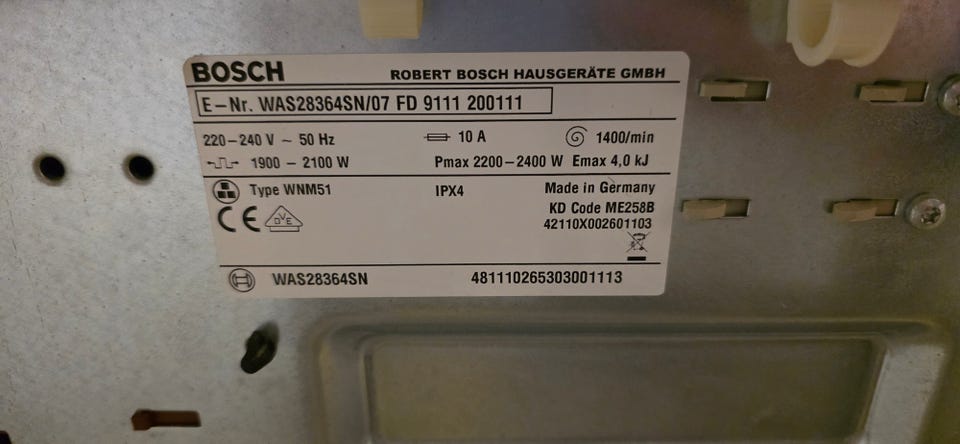 BOSCH ROBERT BOSCH HAUSGERÄTE GMBH
E-Nr. WAS28364SN/07 FD 9111 200111
220-240 V ~ 50 Hz 10 A 1400/min
1900 - 2100 W Pmax 2200-2400 W Emax 4,0 kJ
Type WNM51 IPX4 Made in Germany
KD Code ME258B
CE DVE 42110X002601103
WAS28364SN 481110265303001113